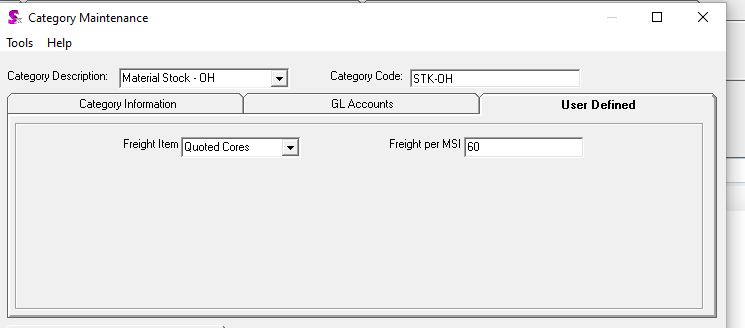 Category Maintenance
Tools Help
Category Description: Material Stock - OH Category Code: STK-OH
Category Information GL Accounts User Defined
Freight Item Quoted Cores Freight per MSI 60